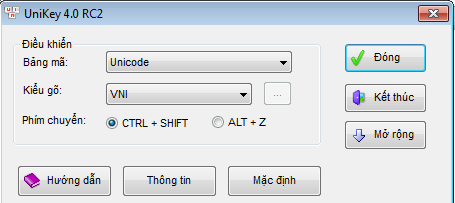 UniKey 4.0 RC2
Điều khiển
Bảng mã: Unicode
Kiểu gõ: VNI ...
Phím chuyển: CTRL + SHIFT ALT + Z
Đóng
Kết thúc
Mở rộng
Hướng dẫn Thông tin Mặc định